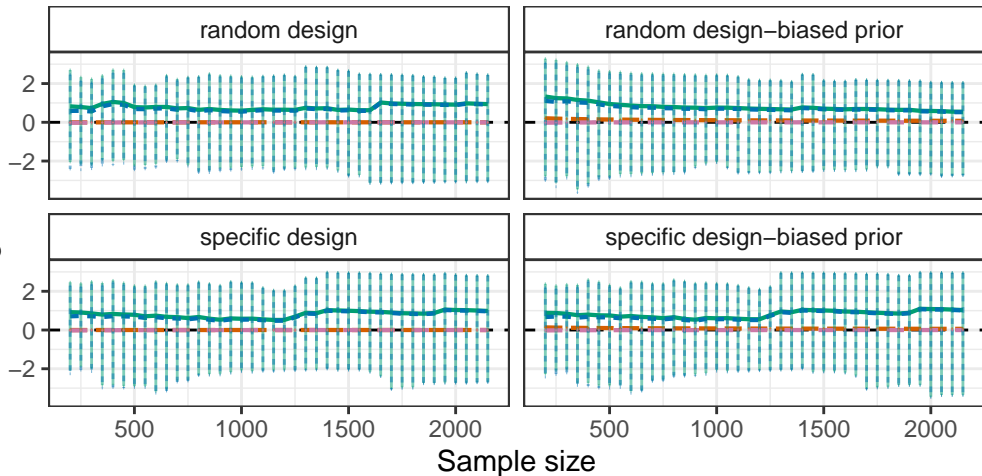 random design
random design−biased prior
2
0
−2
specific design
specific design−biased prior
2
0
−2
500
1000
1500
2000
500
1000
1500
2000
Sample size